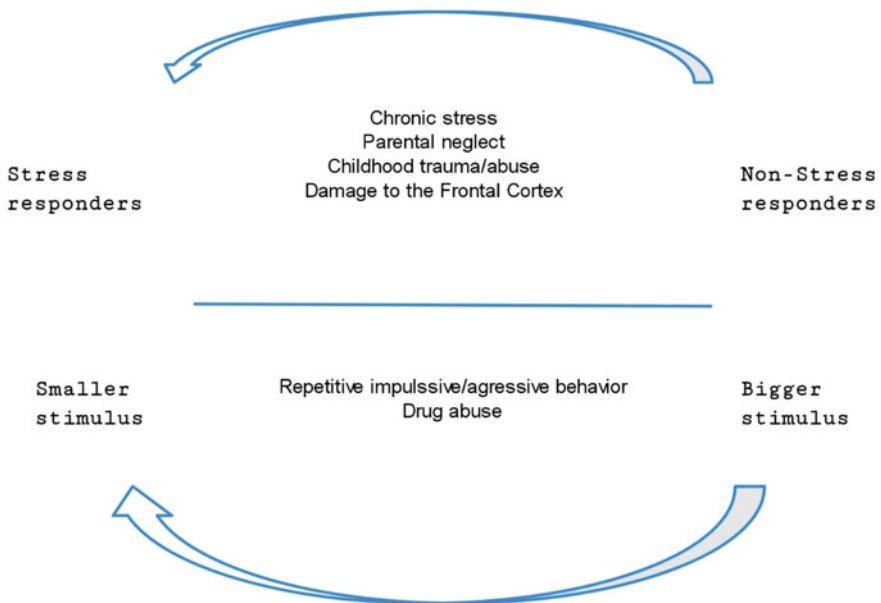 Chronic stress
Parental neglect
Childhood trauma/abuse
Damage to the Frontal Cortex
Stress
responders
Non-Stress
responders
Smaller
stimulus
Repetitive impulssive/agressive behavior
Drug abuse
Bigger
stimulus